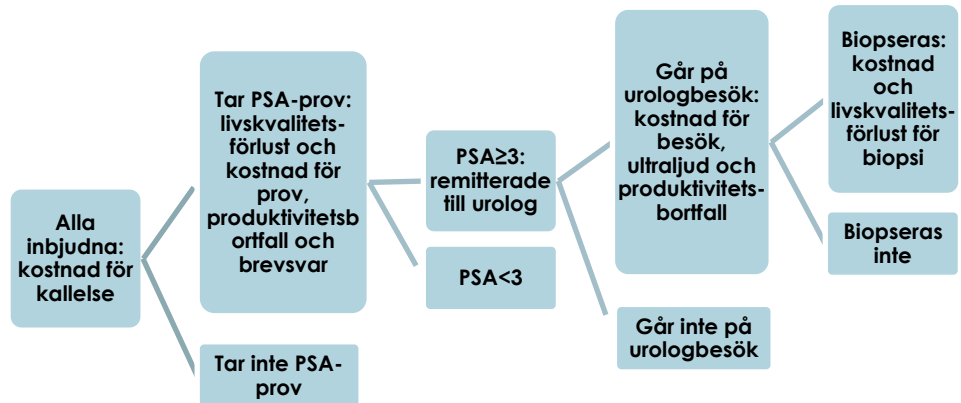 Alla
inbjudna:
kostnad för
kallelse
Tar PSA-prov:
livskvalitets-
förlust och
kostnad för
prov,
produktivitetsb
ortfall och
brevsvar
Tar inte PSA-
prov
PSA≥3:
remitterade
till urolog
PSA<3
Går på
urologbesök:
kostnad för
besök,
ultraljud och
produktivitets-
bortfall
Går inte på
urologbesök
Biopseras:
kostnad
och
livskvalitets-
förlust för
biopsi
Biopseras
inte